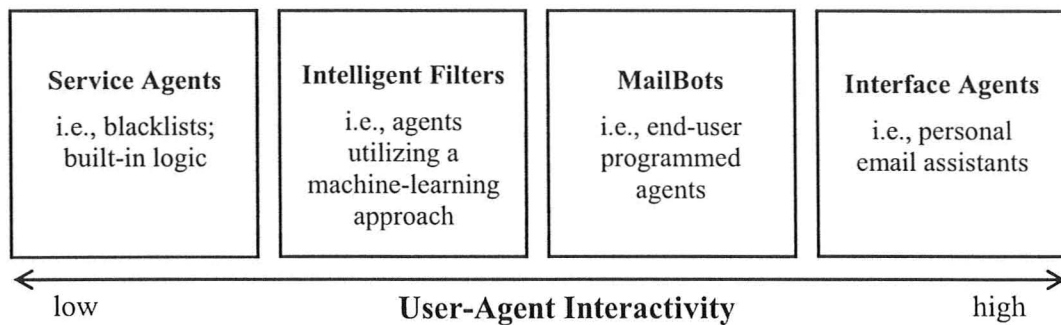 Service Agents
i.e., blacklists;
built-in logic
Intelligent Filters
i.e., agents
utilizing a
machine-learning
approach
MailBots
i.e., end-user
programmed
agents
Interface Agents
i.e., personal
email assistants
low
User-Agent Interactivity
high